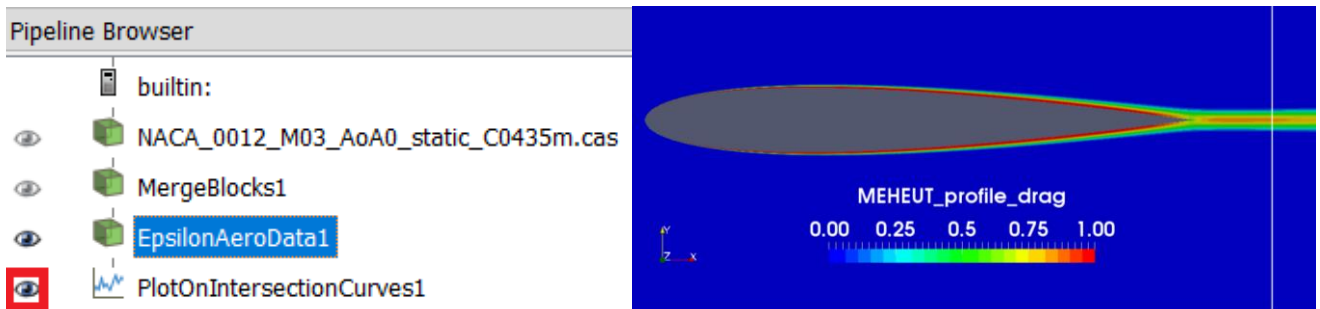 Pipeline Browser
builtin:
NACA_0012_M03_AoA0_static_C0435m.cas
MergeBlocks1
EpsilonAeroData1
PlotOnIntersectionCurves1
MEHEUT_profile_drag
0.00 0.25 0.5 0.75 1.00
Y
Z X